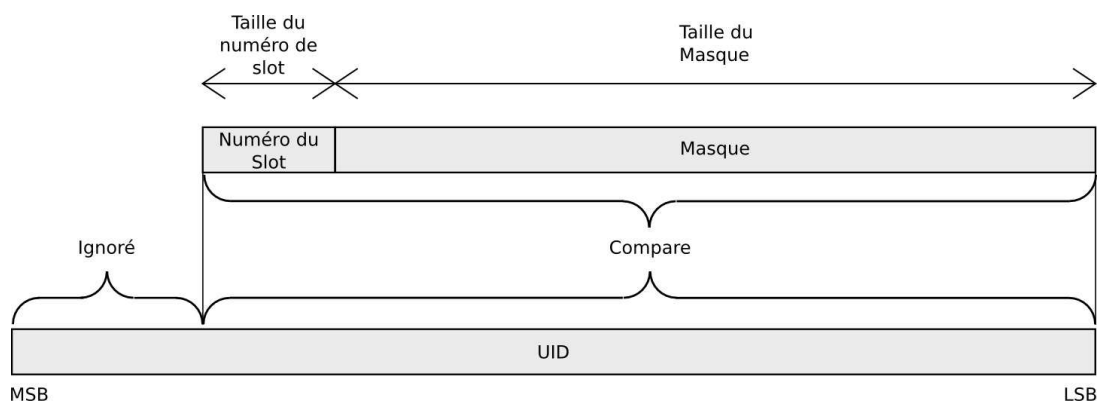 Taille du
numéro de
slot
Taille du
Masque
Numéro du
Slot
Masque
Ignoré
Compare
UID
MSB
LSB